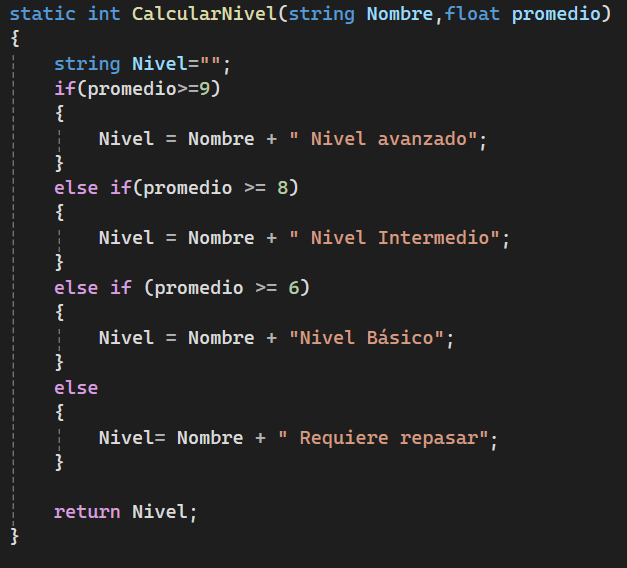 static int CalcularNivel(string Nombre,float promedio)
{
    string Nivel="";
    if(promedio>=9)
    {
        Nivel = Nombre + " Nivel avanzado";
    }
    else if(promedio >= 8)
    {
        Nivel = Nombre + " Nivel Intermedio";
    }
    else if (promedio >= 6)
    {
        Nivel = Nombre + "Nivel Básico";
    }
    else
    {
        Nivel= Nombre + " Requiere repasar";
    }

    return Nivel;
}